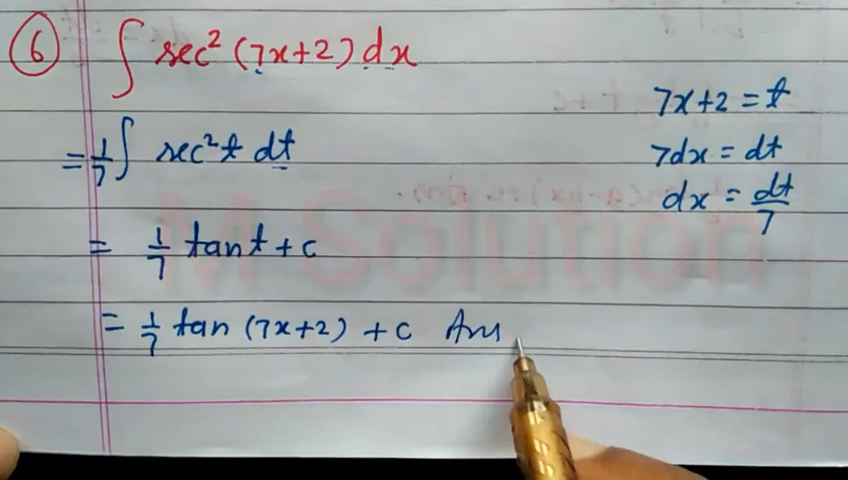 6 ∫ sec² (7x+2) dx
7x+2 = t
= 1/7 ∫ sec² t dt
7dx = dt
dx = dt/7
= 1/7 tan t + c
= 1/7 tan (7x+2) + c Ans
M Solution